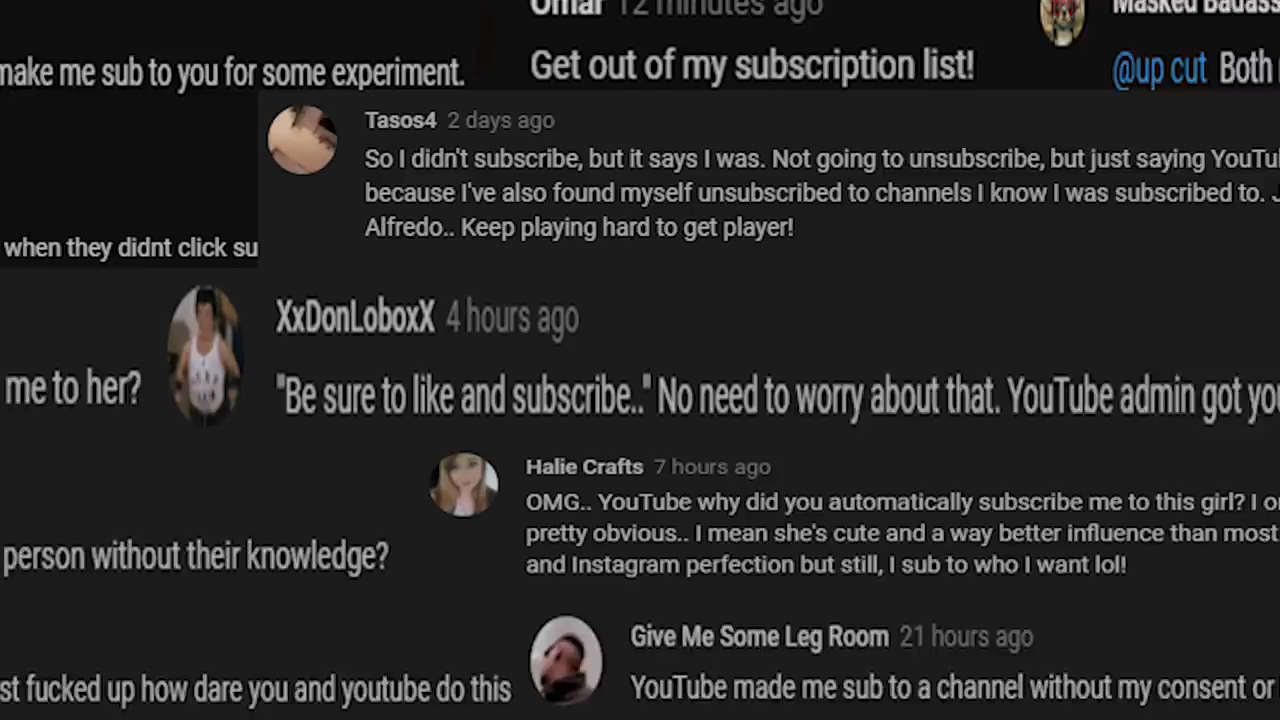 Omar 12 minutes ago
Masked Badass
make me sub to you for some experiment.
Get out of my subscription list!
@up cut Both
Tasos4 2 days ago
So I didn't subscribe, but it says I was. Not going to unsubscribe, but just saying YouTu
because I've also found myself unsubscribed to channels I know I was subscribed to.
Alfredo.. Keep playing hard to get player!
when they didnt click su
XxDonLoboxX 4 hours ago
me to her?
"Be sure to like and subscribe.." No need to worry about that. YouTube admin got yo
Halie Crafts 7 hours ago
OMG.. YouTube why did you automatically subscribe me to this girl? I o
pretty obvious.. I mean she's cute and a way better influence than most
person without their knowledge?
and Instagram perfection but still, I sub to who I want lol!
Give Me Some Leg Room 21 hours ago
st fucked up how dare you and youtube do this
YouTube made me sub to a channel without my consent or